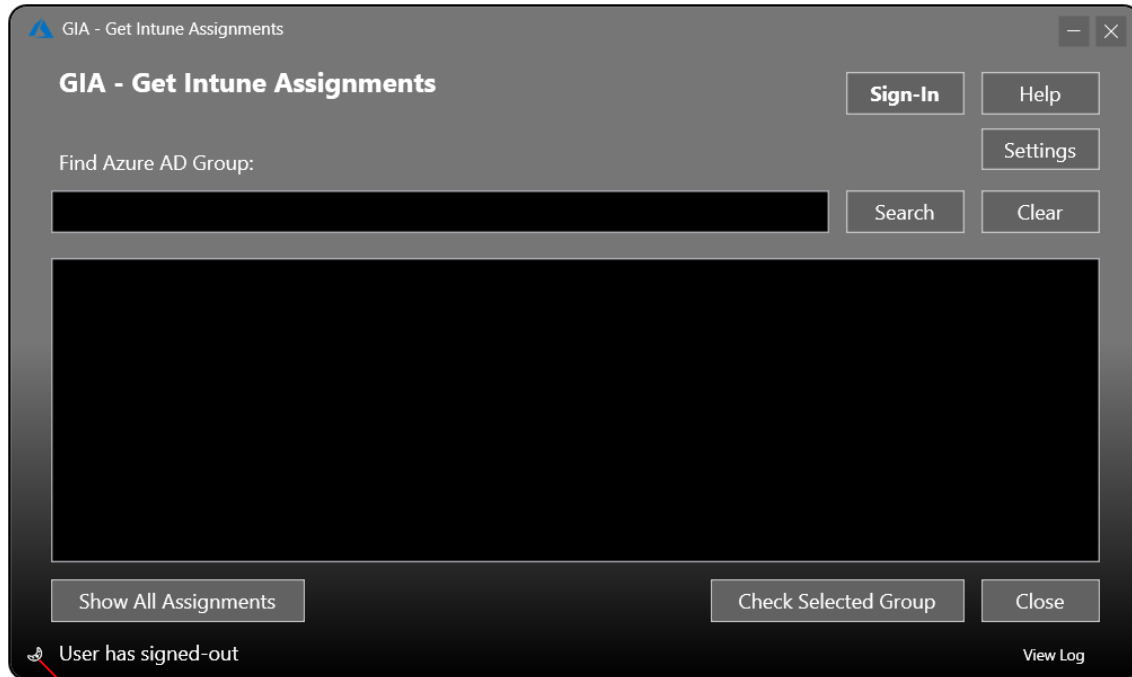 GIA - Get Intune Assignments
GIA - Get Intune Assignments
Sign-In
Help
Settings
Find Azure AD Group:
Search
Clear
Show All Assignments
Check Selected Group
Close
User has signed-out
View Log